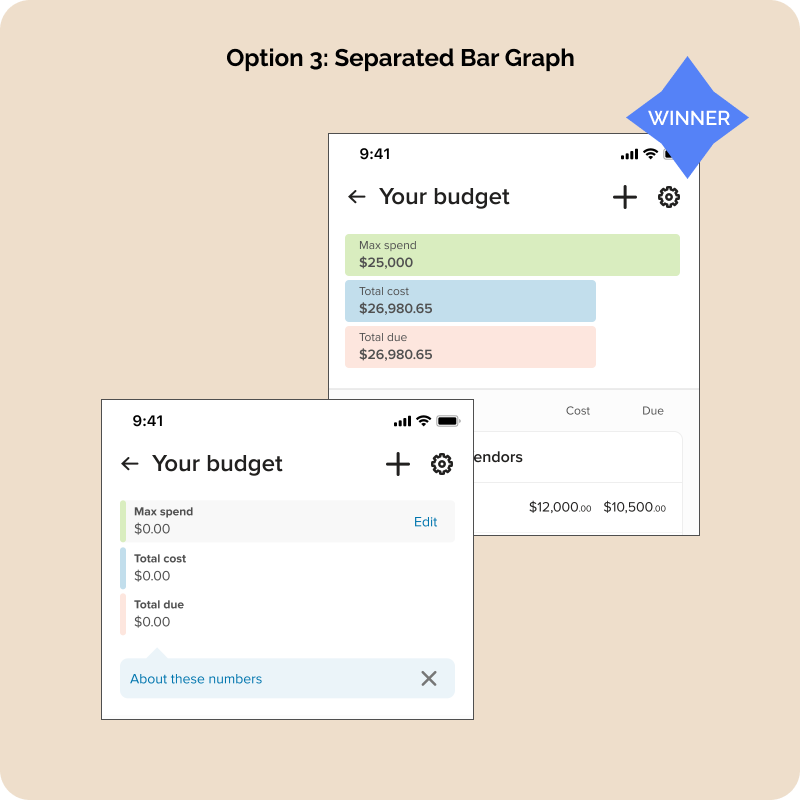 Option 3: Separated Bar Graph
WINNER
9:41
Your budget
Max spend
$25,000
Total cost
$26,980.65
Total due
$26,980.65
Cost Due
endors
$12,000.00 $10,500.00
9:41
Your budget
Max spend
$0.00
Edit
Total cost
$0.00
Total due
$0.00
About these numbers